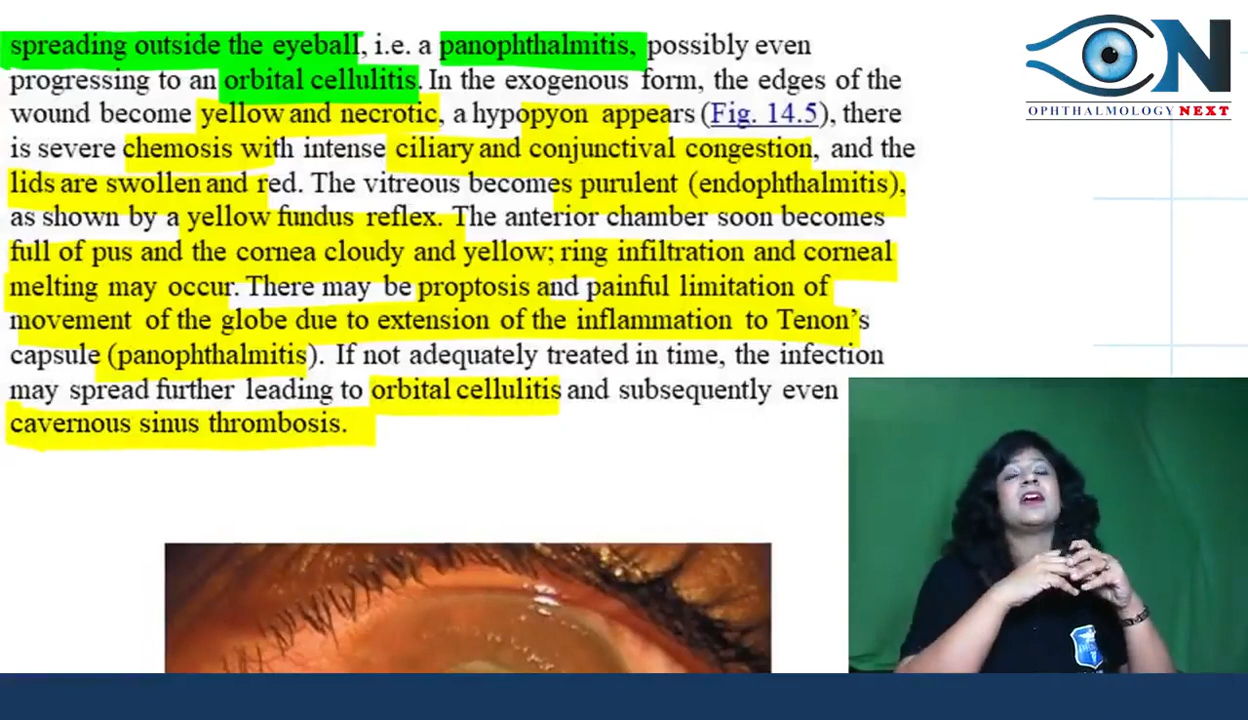 spreading outside the eyeball, i.e. a panophthalmitis, possibly even
progressing to an orbital cellulitis. In the exogenous form, the edges of the
wound become yellow and necrotic, a hypopyon appears (Fig. 14.5), there
is severe chemosis with intense ciliary and conjunctival congestion, and the
lids are swollen and red. The vitreous becomes purulent (endophthalmitis),
as shown by a yellow fundus reflex. The anterior chamber soon becomes
full of pus and the cornea cloudy and yellow; ring infiltration and corneal
melting may occur. There may be proptosis and painful limitation of
movement of the globe due to extension of the inflammation to Tenon’s
capsule (panophthalmitis). If not adequately treated in time, the infection
may spread further leading to orbital cellulitis and subsequently even
cavernous sinus thrombosis.
N
OPHTHALMOLOGY NEXT